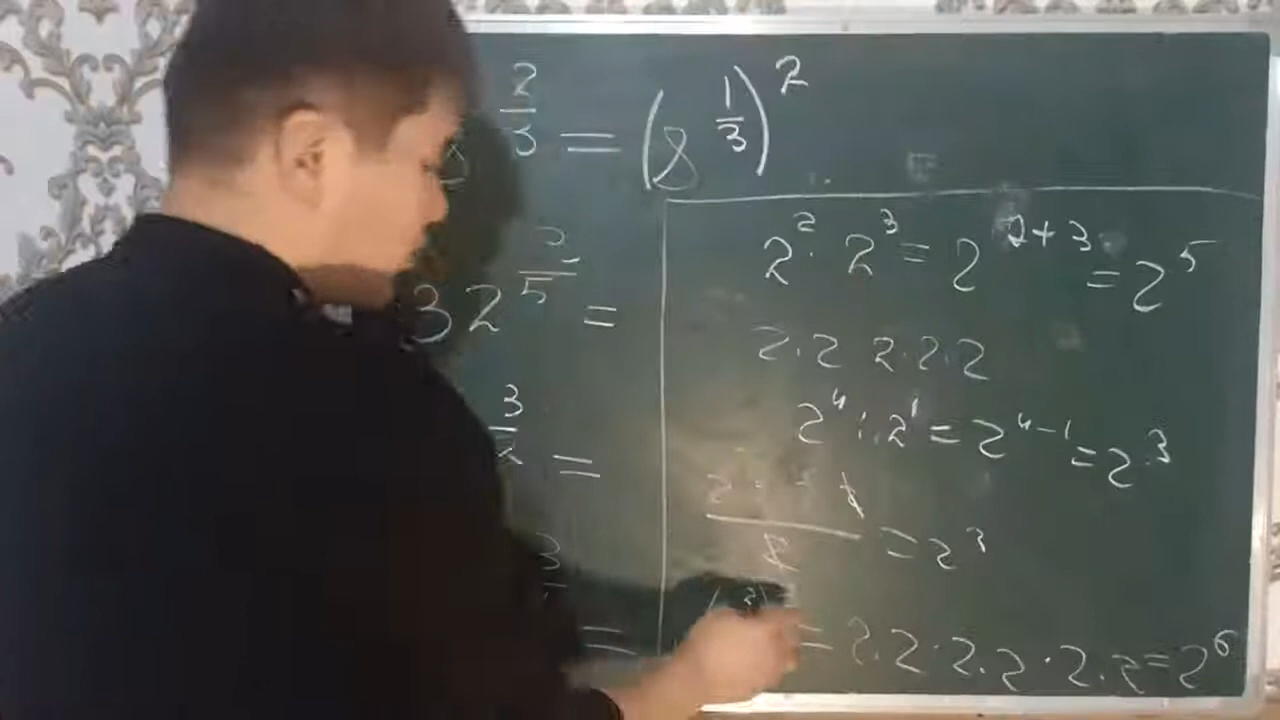 8^(2/3) = (8^(1/3))^2
32^(2/5) =
3/2 =
3
=
2^2 · 2^3 = 2^(2+3) = 2^5
2·2 2·2·2
2^4 : 2^1 = 2^(4-1) = 2^3
= 2^3
= 2·2·2·2·2·2 = 2^6